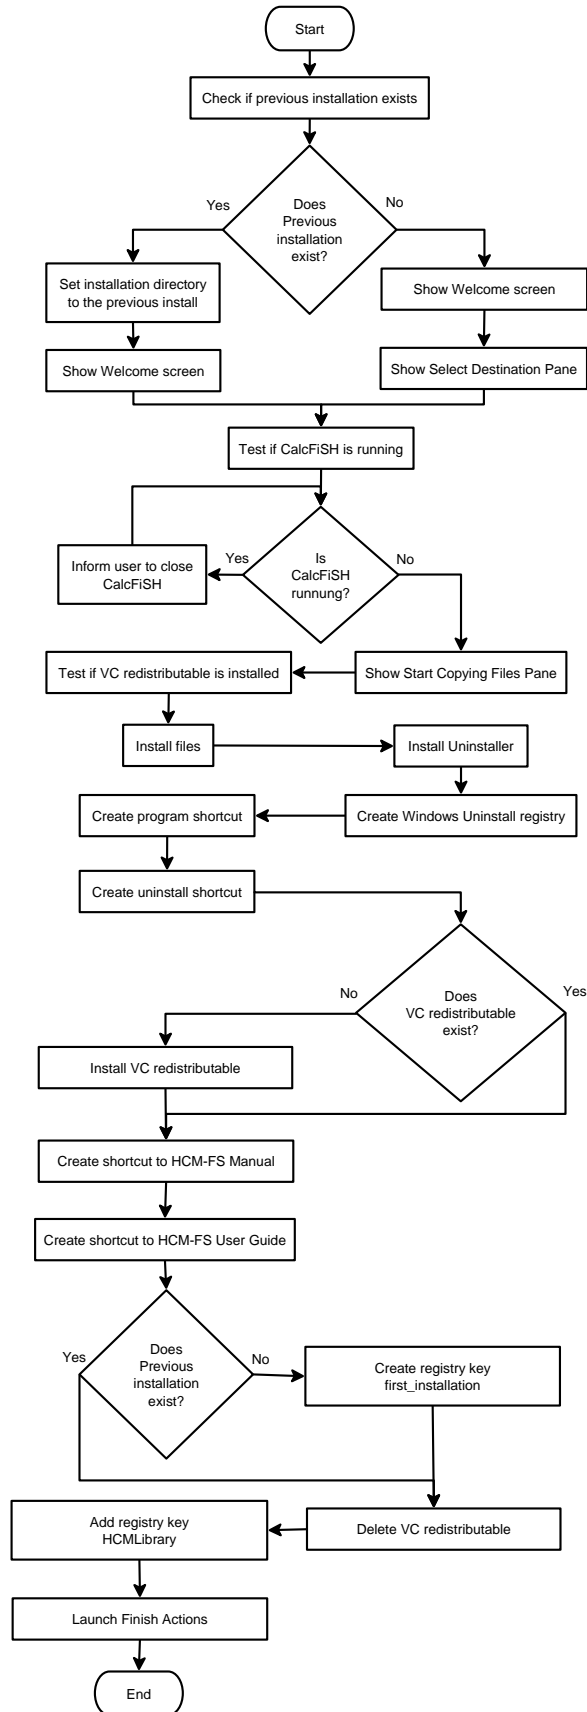 Start
Check if previous installation exists
Yes
Does
Previous
installation
exist?
No
Set installation directory
to the previous install
Show Welcome screen
Show Welcome screen
Show Select Destination Pane
Test if CalcFiSH is running
Inform user to close
CalcFiSH
Yes
Is
CalcFiSH
runnung?
No
Test if VC redistributable is installed
Show Start Copying Files Pane
Install files
Install Uninstaller
Create program shortcut
Create Windows Uninstall registry
Create uninstall shortcut
No
Does
VC redistributable
exist?
Yes
Install VC redistributable
Create shortcut to HCM-FS Manual
Create shortcut to HCM-FS User Guide
Yes
Does
Previous
installation
exist?
No
Create registry key
first_installation
Add registry key
HCMLibrary
Delete VC redistributable
Launch Finish Actions
End